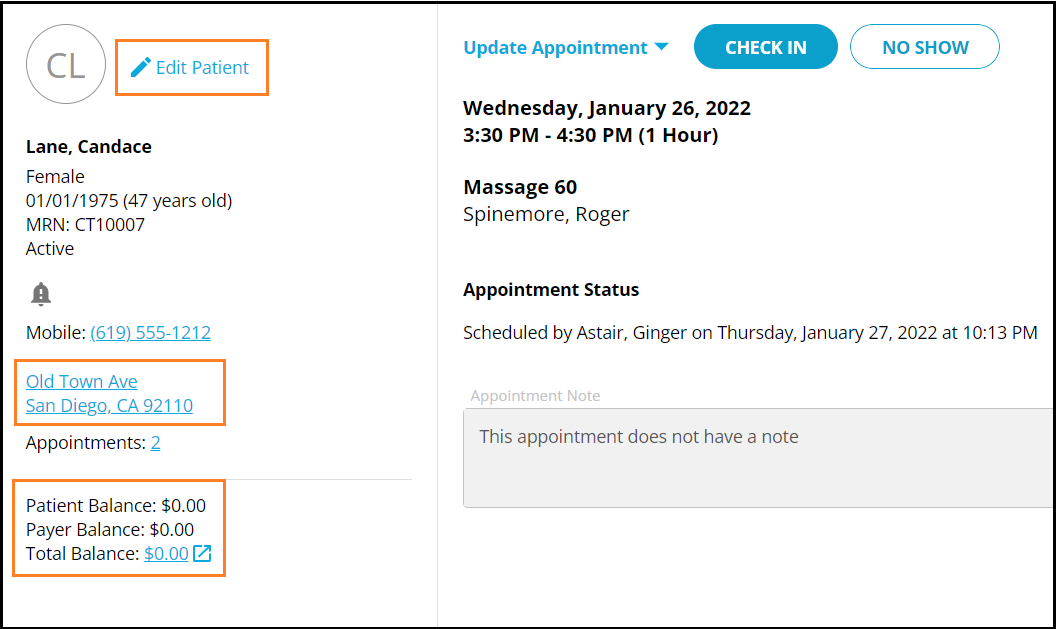 CL
Edit Patient
Lane, Candace
Female
01/01/1975 (47 years old)
MRN: CT10007
Active
Mobile: (619) 555-1212
Old Town Ave
San Diego, CA 92110
Appointments: 2
Patient Balance: $0.00
Payer Balance: $0.00
Total Balance: $0.00
Update Appointment
CHECK IN
NO SHOW
Wednesday, January 26, 2022
3:30 PM - 4:30 PM (1 Hour)
Massage 60
Spinemore, Roger
Appointment Status
Scheduled by Astair, Ginger on Thursday, January 27, 2022 at 10:13 PM
Appointment Note
This appointment does not have a note